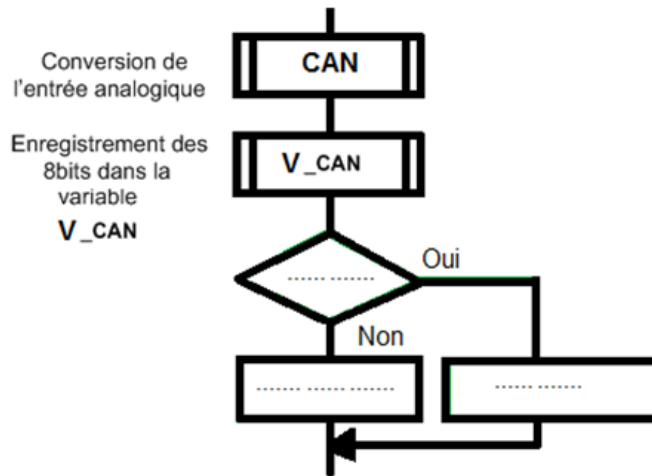 Conversion de
l'entrée analogique
CAN
Enregistrement des
8bits dans la
variable
V_CAN
V_CAN
...... .......
Oui
Non
....... ...... .......
...... .......